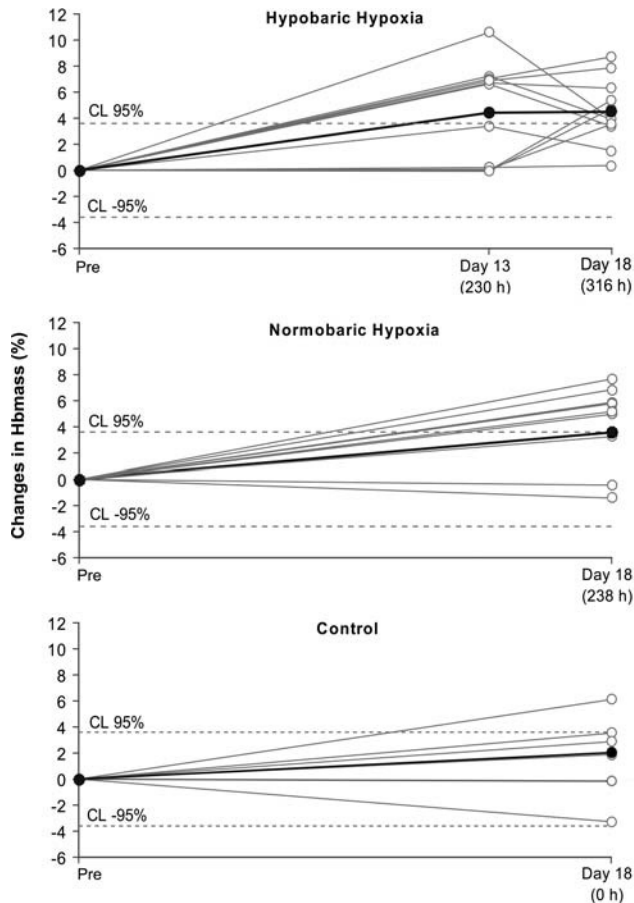 Hypobaric Hypoxia
12
10
8
6
CL 95%
4
2
0
-2
CL -95%
-4
-6
Pre
Day 13
(230 h)
Day 18
(316 h)
Changes in Hbmass (%)
Normobaric Hypoxia
12
10
8
6
CL 95%
4
2
0
-2
CL -95%
-4
-6
Pre
Day 18
(238 h)
Control
12
10
8
6
CL 95%
4
2
0
-2
CL -95%
-4
-6
Pre
Day 18
(0 h)